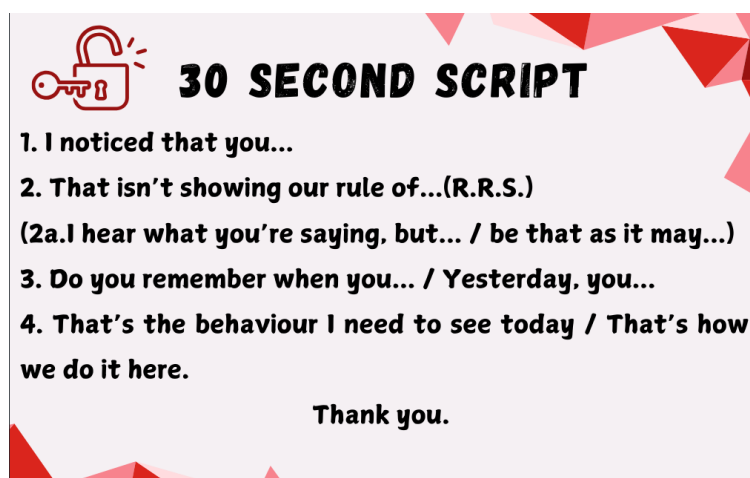 30 SECOND SCRIPT
1. I noticed that you...
2. That isn't showing our rule of...(R.R.S.)
(2a.I hear what you're saying, but... / be that as it may...)
3. Do you remember when you... / Yesterday, you...
4. That's the behaviour I need to see today / That's how
we do it here.
Thank you.